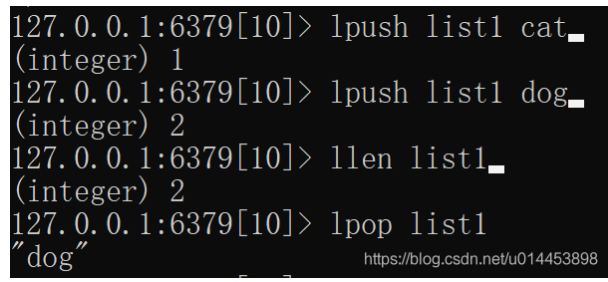 127.0.0.1:6379[10]> lpush list1 cat
(integer) 1
127.0.0.1:6379[10]> lpush list1 dog
(integer) 2
127.0.0.1:6379[10]> llen list1
(integer) 2
127.0.0.1:6379[10]> lpop list1
"dog"
https://blog.csdn.net/u014453898